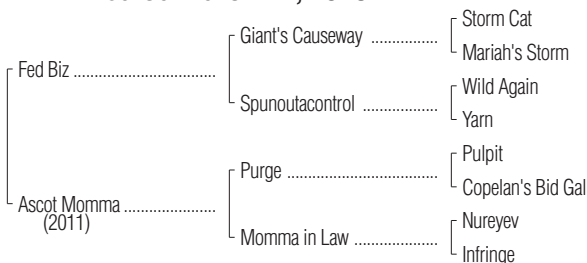 Storm Cat
Giant's Causeway ..................
Mariah's Storm
Fed Biz ...............................
Wild Again
Spunoutacontrol .................
Yarn
Pulpit
Purge ..................................
Copelan's Bid Gal
Ascot Momma ....................
(2011)
Nureyev
Momma in Law ...................
Infringe